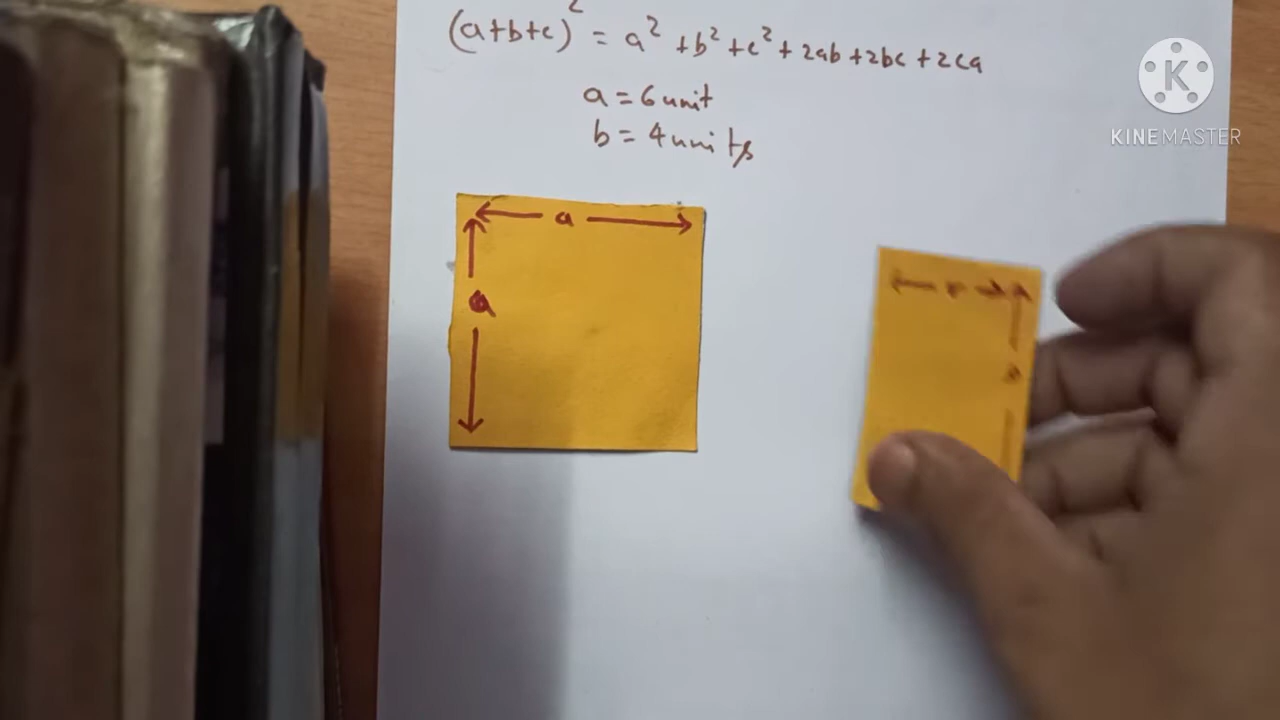 (a+b+c)² = a² +b² +c² +2ab +2bc +2ca
a = 6 unit
b = 4 units
K
KINEMASTER
a
a